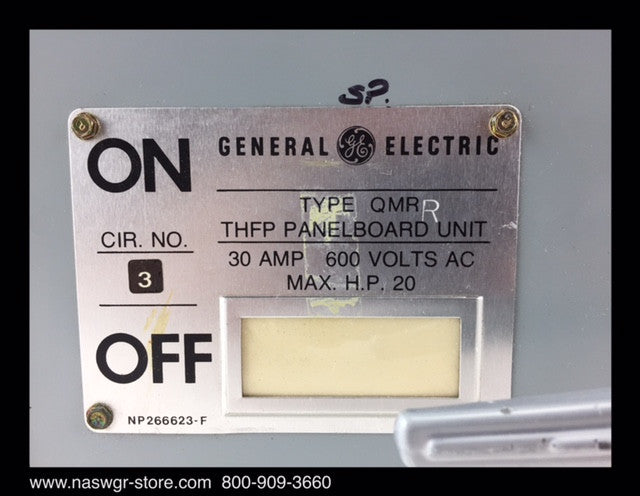 SP.
ON
GENERAL GE ELECTRIC
TYPE QMR R
THFP PANELBOARD UNIT
CIR. NO.
30 AMP 600 VOLTS AC
3
MAX. H.P. 20
OFF
NP266623-F
www.naswgr-store.com 800-909-3660